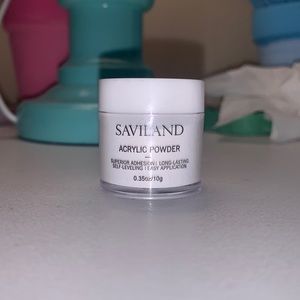 SAVILAND
ACRYLIC POWDER
SUPERIOR ADHESION | LONG-LASTING
SELF-LEVELING | EASY APPLICATION
0.35oz/10g